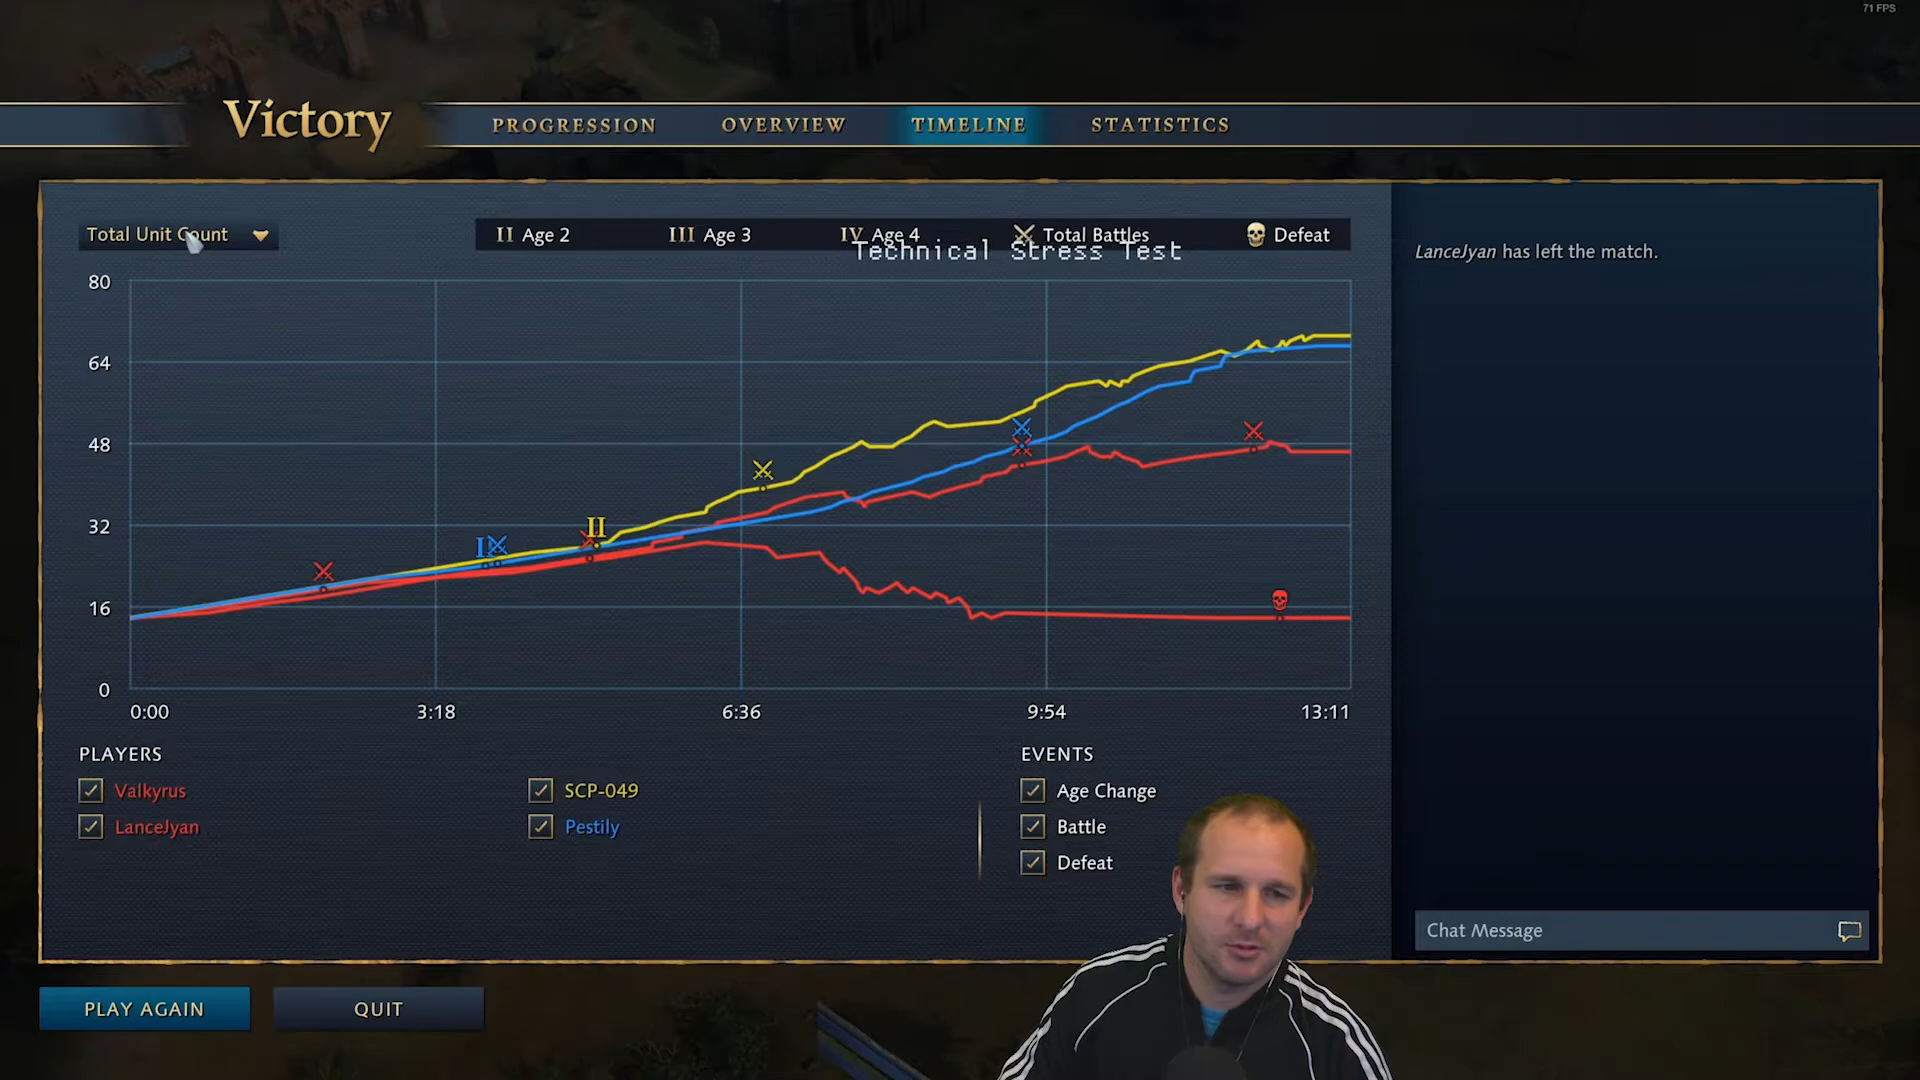 71 FPS
Victory
PROGRESSION
OVERVIEW
TIMELINE
STATISTICS
Total Unit Count
II Age 2
III Age 3
IV Age 4
Total Battles
Defeat
Technical Stress Test
LanceJyan has left the match.
80
64
48
32
16
0
II
II
0:00
3:18
6:36
9:54
13:11
PLAYERS
Valkyrus
LanceJyan
SCP-049
Pestily
EVENTS
Age Change
Battle
Defeat
Chat Message
PLAY AGAIN
QUIT